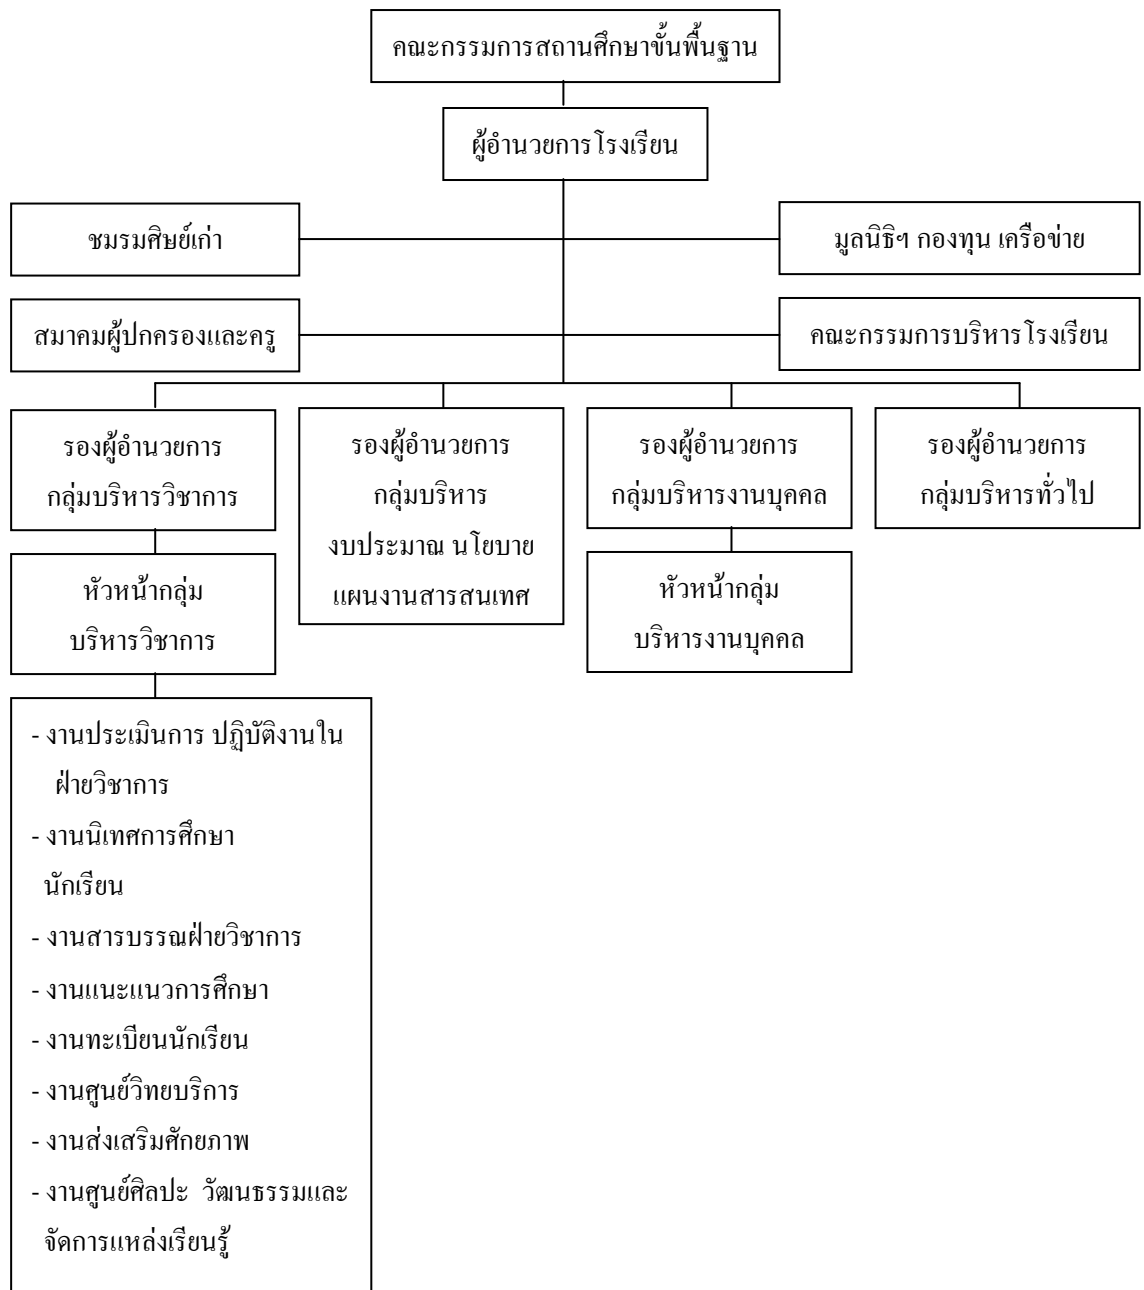 คณะกรรมการสถานศึกษาขั้นพื้นฐาน
ผู้อำนวยการโรงเรียน
ชมรมศิษย์เก่า
มูลนิธิฯ กองทุน เครือข่าย
สมาคมผู้ปกครองและครู
คณะกรรมการบริหารโรงเรียน
รองผู้อำนวยการ
กลุ่มบริหารวิชาการ
รองผู้อำนวยการ
กลุ่มบริหาร
งบประมาณ นโยบาย
แผนงานสารสนเทศ
รองผู้อำนวยการ
กลุ่มบริหารงานบุคคล
รองผู้อำนวยการ
กลุ่มบริหารทั่วไป
หัวหน้ากลุ่ม
บริหารวิชาการ
หัวหน้ากลุ่ม
บริหารงานบุคคล
- งานประเมินการ ปฏิบัติงานใน
ฝ่ายวิชาการ
- งานนิเทศการศึกษา
นักเรียน
- งานสารบรรณฝ่ายวิชาการ
- งานแนะแนวการศึกษา
- งานทะเบียนนักเรียน
- งานศูนย์วิทยบริการ
- งานส่งเสริมศักยภาพ
- งานศูนย์ศิลปะ วัฒนธรรมและ
จัดการแหล่งเรียนรู้